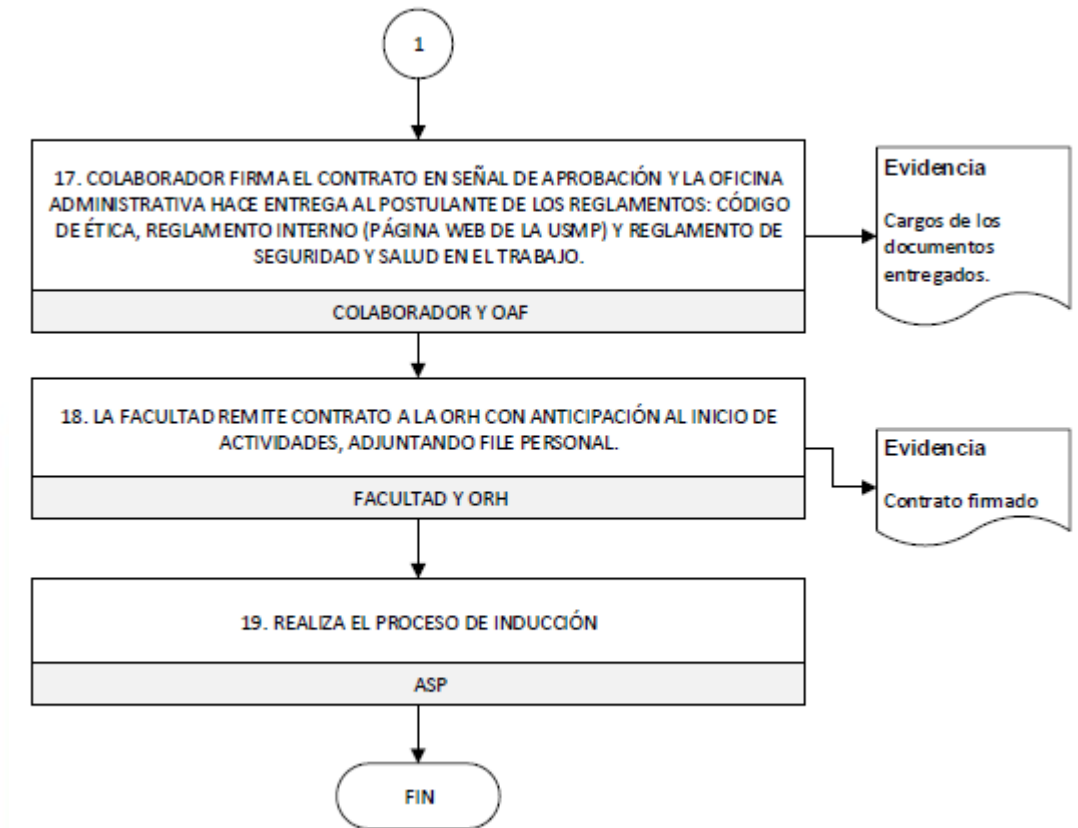 1
17. COLABORADOR FIRMA EL CONTRATO EN SEÑAL DE APROBACIÓN Y LA OFICINA
ADMINISTRATIVA HACE ENTREGA AL POSTULANTE DE LOS REGLAMENTOS: CÓDIGO
DE ÉTICA, REGLAMENTO INTERNO (PÁGINA WEB DE LA USMP) Y REGLAMENTO DE
SEGURIDAD Y SALUD EN EL TRABAJO.
COLABORADOR Y OAF
Evidencia
Cargos de los
documentos
entregados.
18. LA FACULTAD REMITE CONTRATO A LA ORH CON ANTICIPACIÓN AL INICIO DE
ACTIVIDADES, ADJUNTANDO FILE PERSONAL.
FACULTAD Y ORH
Evidencia
Contrato firmado
19. REALIZA EL PROCESO DE INDUCCIÓN
ASP
FIN